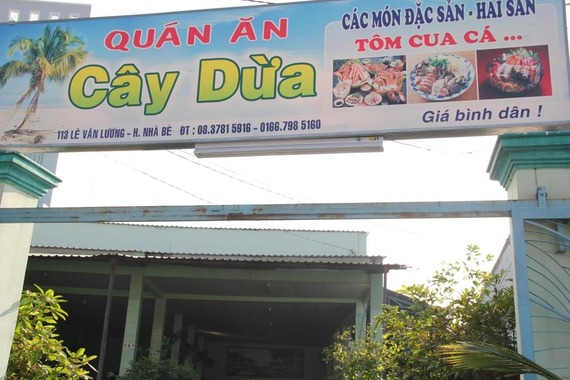 QUÁN ĂN
Cây Dừa
113 LÊ VĂN LƯƠNG - H. NHÀ BÈ ĐT : 08.3781 5916 - 0166.798 5160
CÁC MÓN ĐẶC SẢN - HẢI SẢN
TÔM CUA CÁ ...
Giá bình dân !